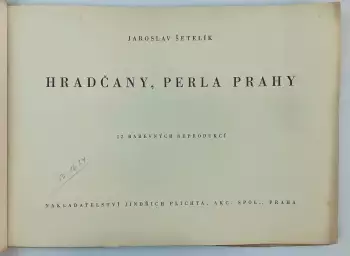 JAROSLAV ŠETELÍK
HRADČANY, PERLA PRAHY
12 BAREVNÝCH REPRODUKCÍ
NAKLADATELSTVÍ JINDŘICH PLICHTA, AKC. SPOL., PRAHA